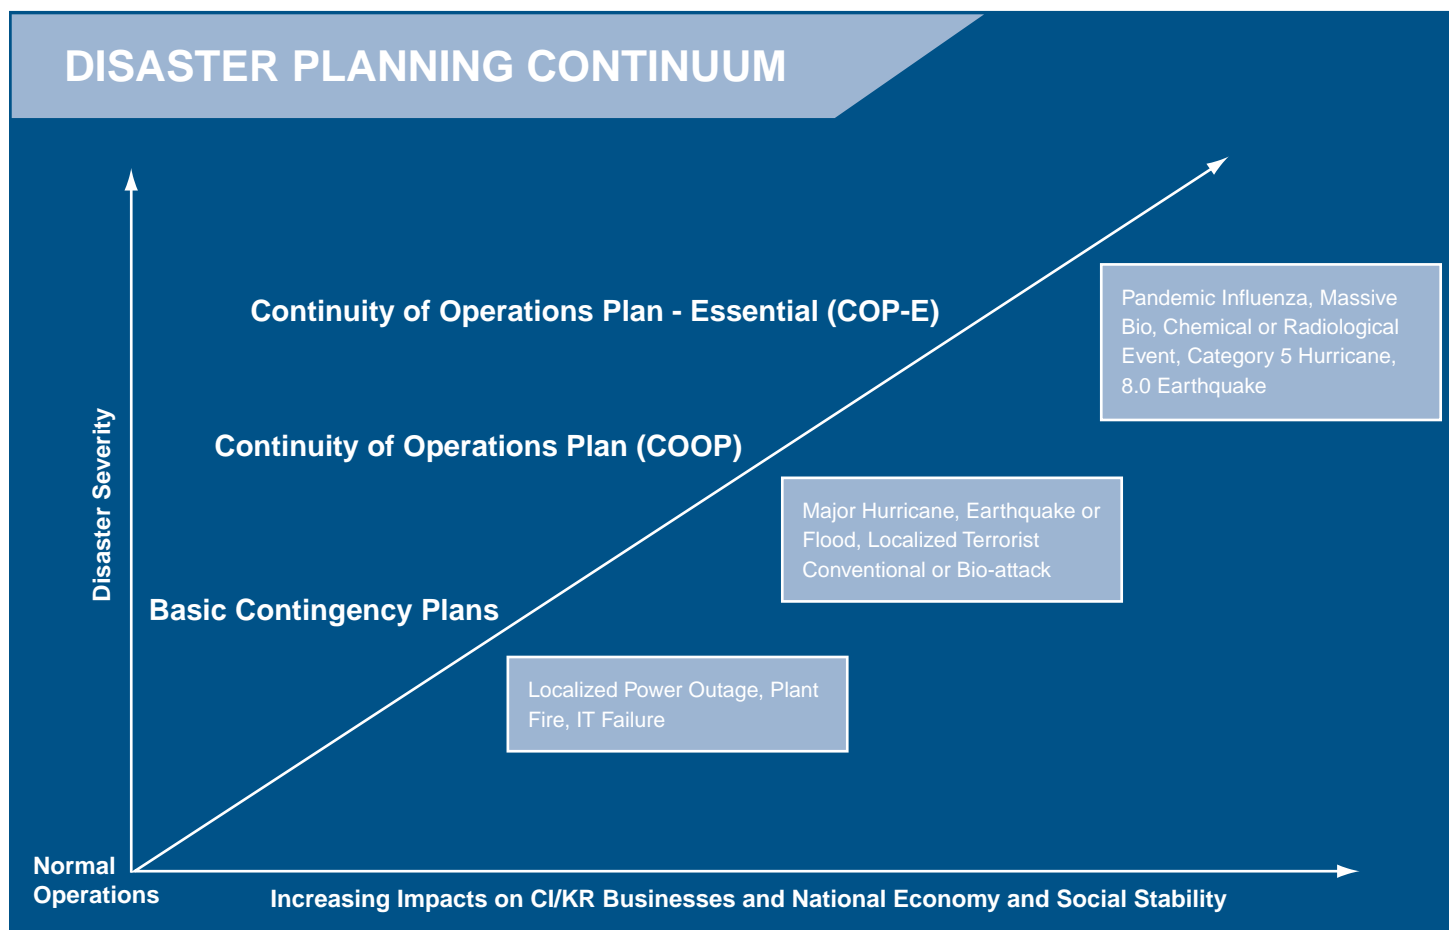 DISASTER PLANNING CONTINUUM
Continuity of Operations Plan - Essential (COP-E)
Pandemic Influenza, Massive
Bio, Chemical or Radiological
Event, Category 5 Hurricane,
8.0 Earthquake
Continuity of Operations Plan (COOP)
Major Hurricane, Earthquake or
Flood, Localized Terrorist
Conventional or Bio-attack
Disaster Severity
Basic Contingency Plans
Localized Power Outage, Plant
Fire, IT Failure
Normal
Operations
Increasing Impacts on CI/KR Businesses and National Economy and Social Stability